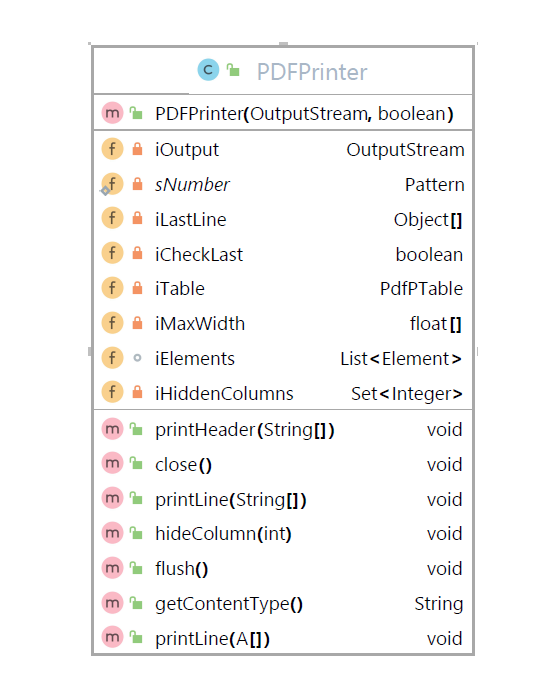 PDFPrinter
PDFPrinter(OutputStream, boolean)
iOutput OutputStream
sNumber Pattern
iLastLine Object[]
iCheckLast boolean
iTable PdfPTable
iMaxWidth float[]
iElements List<Element>
iHiddenColumns Set<Integer>
printHeader(String[]) void
close() void
printLine(String[]) void
hideColumn(int) void
flush() void
getContentType() String
printLine(A[]) void